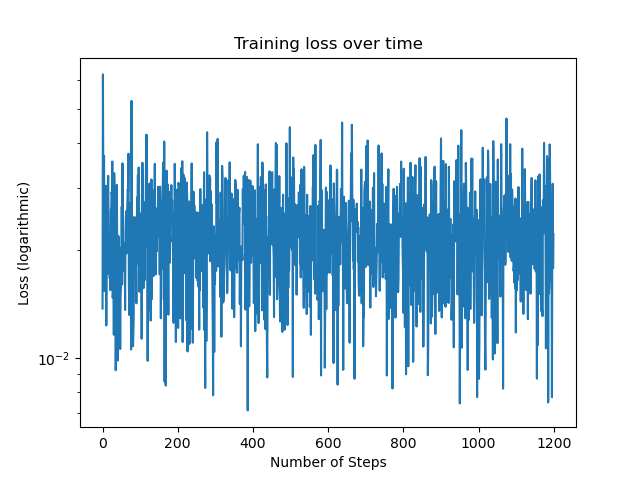 Training loss over time
Loss (logarithmic)
10⁻²
0 200 400 600 800 1000 1200
Number of Steps